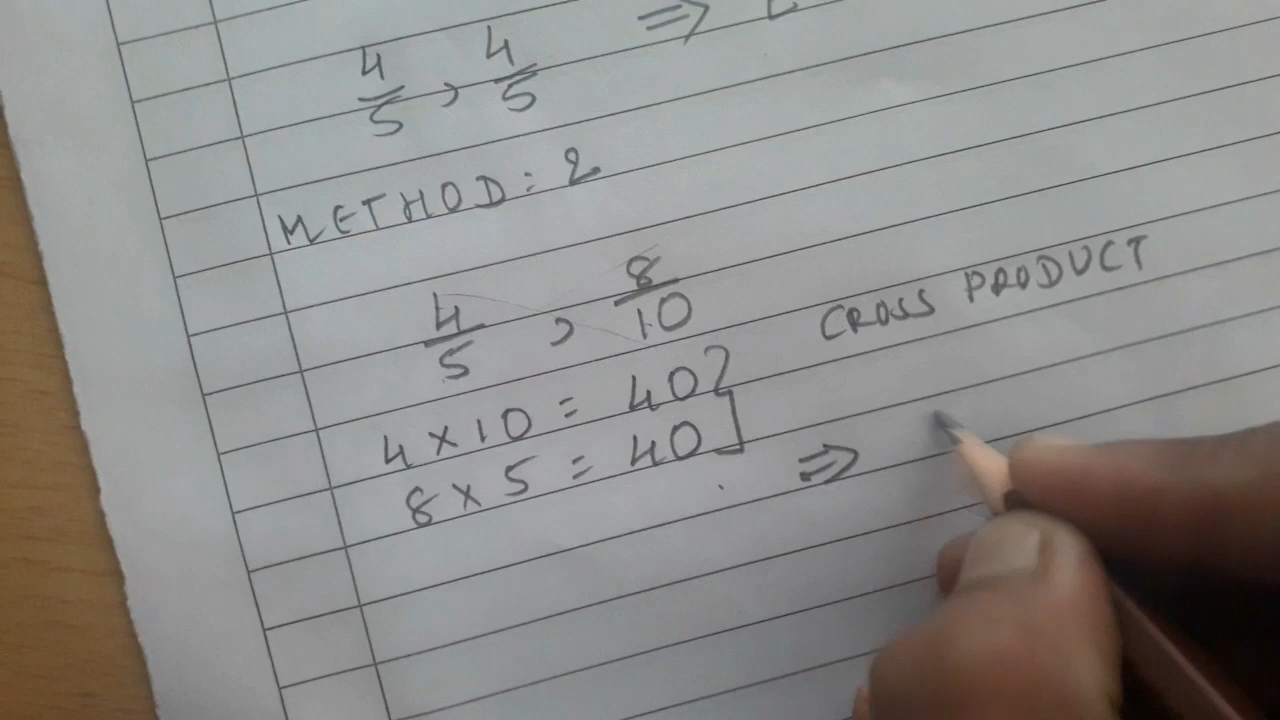 4/5 , 4/5 ⇒
METHOD: 2
4/5 , 8/10
CROSS PRODUCT
4 x 10 = 40
8 x 5 = 40 ⇒